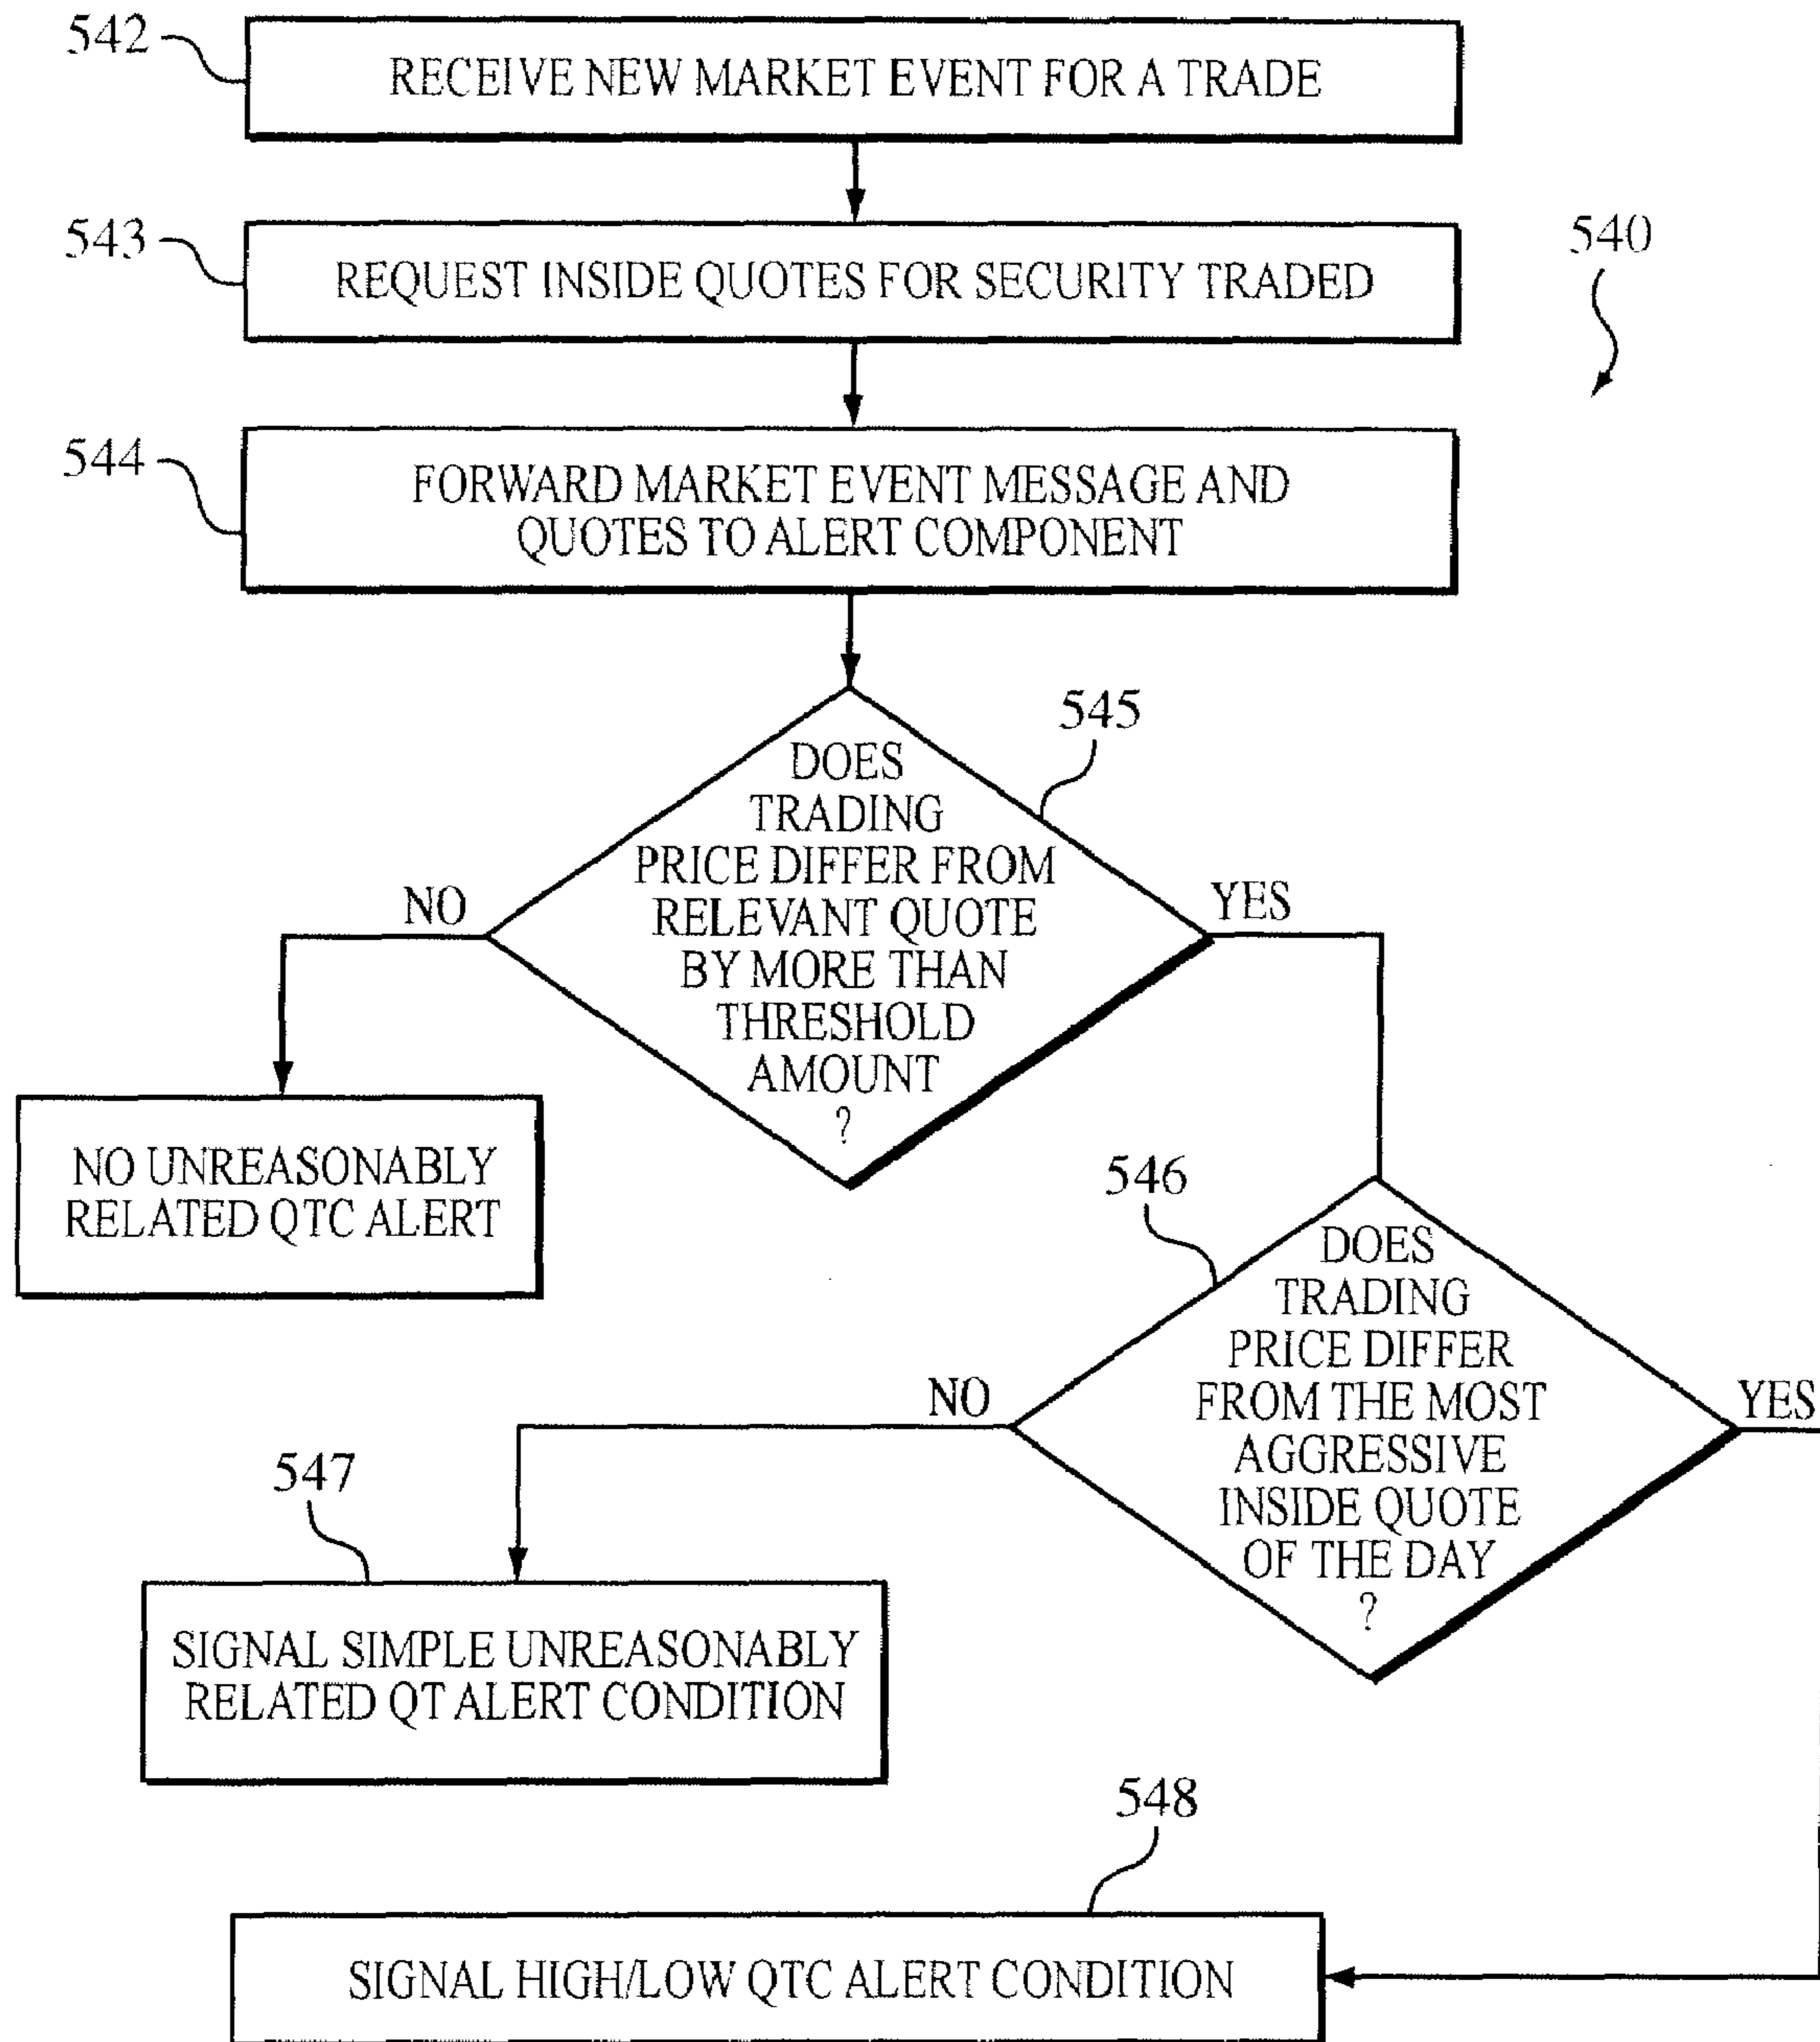 542
RECEIVE NEW MARKET EVENT FOR A TRADE
543
REQUEST INSIDE QUOTES FOR SECURITY TRADED
540
544
FORWARD MARKET EVENT MESSAGE AND
QUOTES TO ALERT COMPONENT
545
DOES
TRADING
PRICE DIFFER FROM
RELEVANT QUOTE
BY MORE THAN
THRESHOLD
AMOUNT
?
NO
YES
NO UNREASONABLY
RELATED QTC ALERT
546
DOES
TRADING
PRICE DIFFER
FROM THE MOST
AGGRESSIVE
INSIDE QUOTE
OF THE DAY
?
NO
YES
547
SIGNAL SIMPLE UNREASONABLY
RELATED QT ALERT CONDITION
548
SIGNAL HIGH/LOW QTC ALERT CONDITION